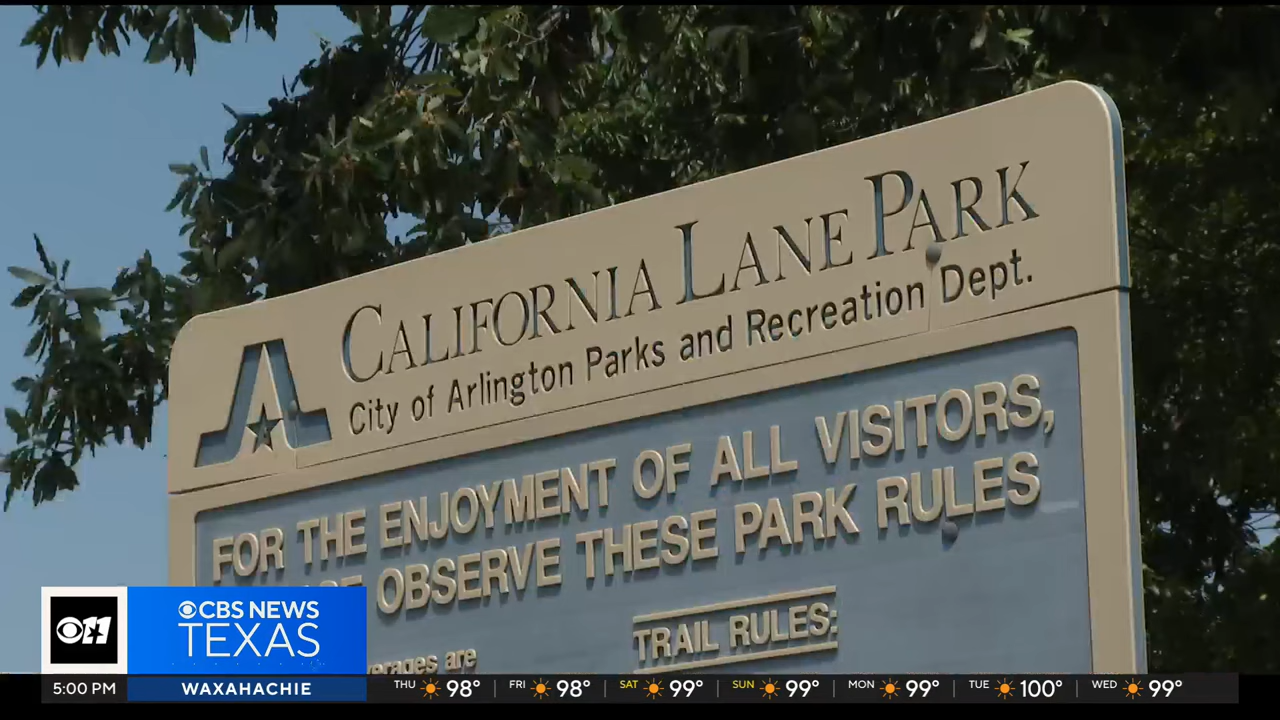 CALIFORNIA LANE PARK
City of Arlington Parks and Recreation Dept.
FOR THE ENJOYMENT OF ALL VISITORS,
OBSERVE THESE PARK RULES
TRAIL RULES:
are
11
CBS NEWS
TEXAS
5:00 PM WAXAHACHIE THU 98° FRI 98° SAT 99° SUN 99° MON 99° TUE 100° WED 99°